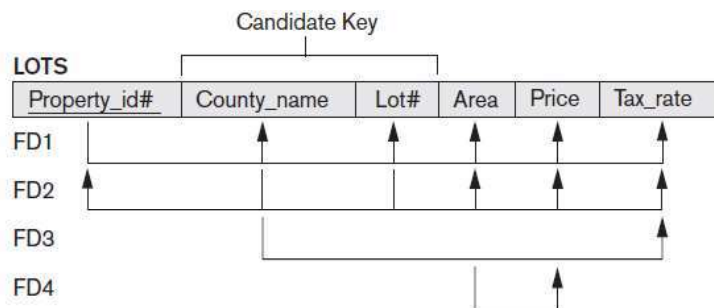 Candidate Key
LOTS
Property_id# County_name Lot# Area Price Tax_rate
FD1
FD2
FD3
FD4